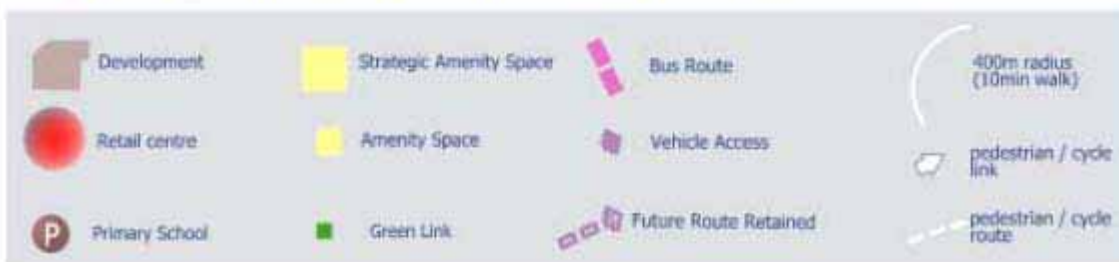 Development
Strategic Amenity Space
Bus Route
400m radius
(10min walk)
Retail centre
Amenity Space
Vehicle Access
pedestrian / cycle
link
P
Primary School
Green Link
Future Route Retained
pedestrian / cycle
route